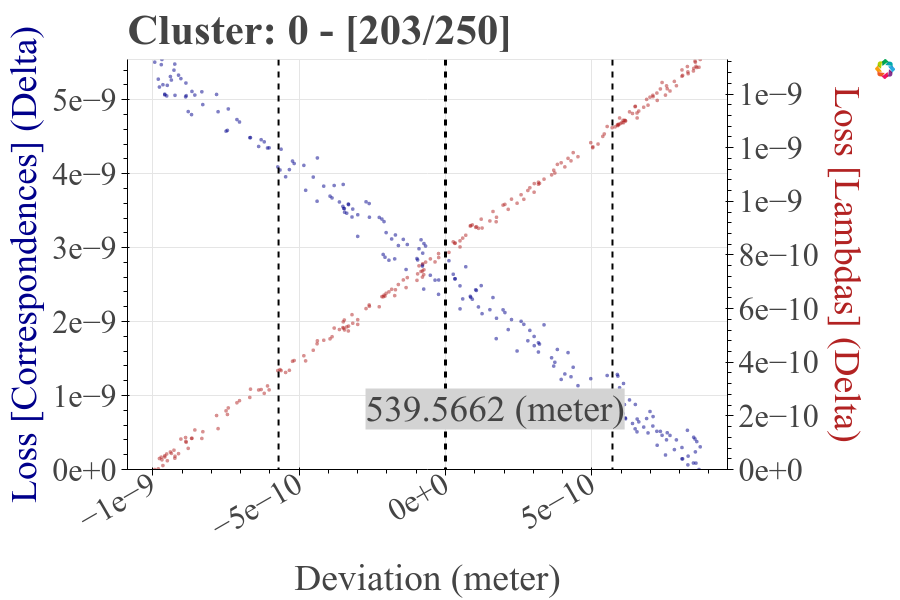 Cluster: 0 - [203/250]
Loss [Correspondences] (Delta)
5e−9
4e−9
3e−9
2e−9
1e−9
0e+0
1e−9
1e−9
1e−9
8e−10
6e−10
4e−10
2e−10
0e+0
Loss [Lambdas] (Delta)
539.5662 (meter)
−1e−9
−5e−10
0e+0
5e−10
Deviation (meter)